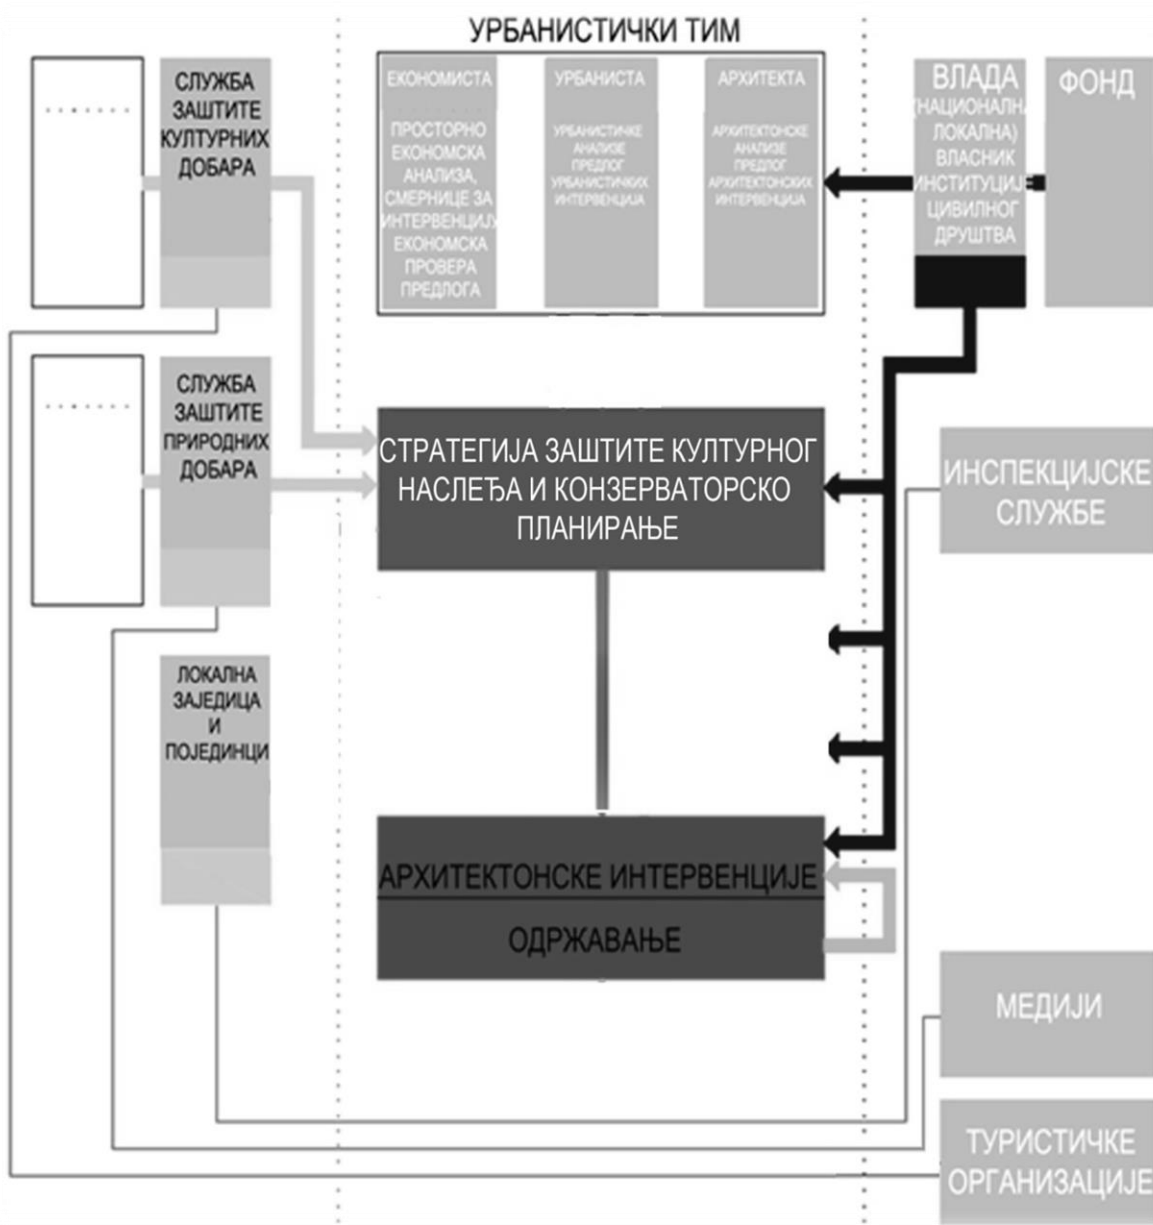 УРБАНИСТИЧКИ ТИМ
СЛУЖБА
ЗАШТИТЕ
КУЛТУРНИХ
ДОБАРА
ЕКОНОМИСТА
ПРОСТОРНО
ЕКОНОМСКА
АНАЛИЗА,
СМЕРНИЦЕ ЗА
ИНТЕРВЕНЦИЈУ
ЕКОНОМСКА
ПРОВЕРА
ПРЕДЛОГА
УРБАНИСТА
УРБАНИСТИЧКЕ
АНАЛИЗЕ
ПРЕДЛОГ
УРБАНИСТИЧКИХ
ИНТЕРВЕНЦИЈА
АРХИТЕКТА
АРХИТЕКТОНСКЕ
АНАЛИЗЕ
ПРЕДЛОГ
АРХИТЕКТОНСКИХ
ИНТЕРВЕНЦИЈА
ВЛАДА
(НАЦИОНАЛНА
ЛОКАЛНА)
ВЛАСНИК
ИНСТИТУЦИЈЕ
ЦИВИЛНОГ
ДРУШТВА
ФОНД
СЛУЖБА
ЗАШТИТЕ
ПРИРОДНИХ
ДОБАРА
СТРАТЕГИЈА ЗАШТИТЕ КУЛТУРНОГ
НАСЛЕЂА И КОНЗЕРВАТОРСКО
ПЛАНИРАЊЕ
ИНСПЕКЦИЈСКЕ
СЛУЖБЕ
ЛОКАЛНА
ЗАЈЕДИЦА
И
ПОЈЕДИНЦИ
АРХИТЕКТОНСКЕ ИНТЕРВЕНЦИЈЕ
ОДРЖАВАЊЕ
МЕДИЈИ
ТУРИСТИЧКЕ
ОРГАНИЗАЦИЈЕ